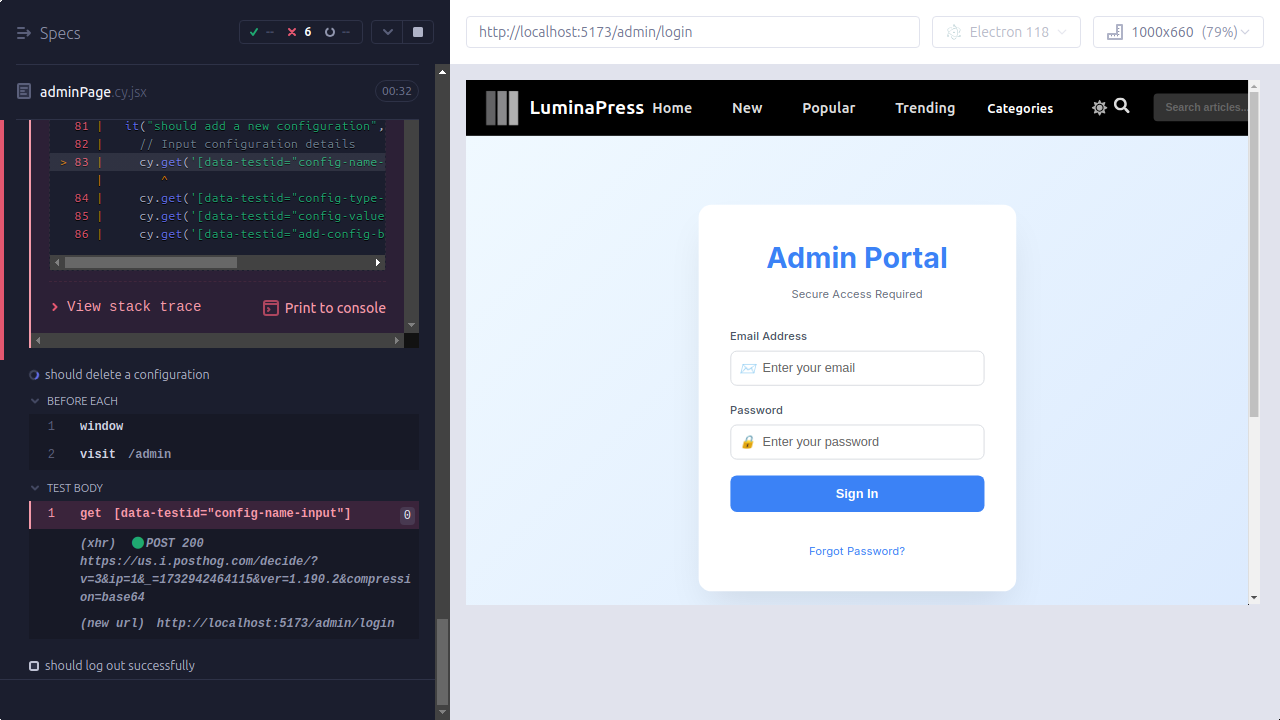 Specs
--
6
--
adminPage.cy.jsx
00:32
81 | it("should add a new configuration",
82 | // Input configuration details
> 83 | cy.get('[data-testid="config-name-
| ^
84 | cy.get('[data-testid="config-type-
85 | cy.get('[data-testid="config-value
86 | cy.get('[data-testid="add-config-b
View stack trace
Print to console
should delete a configuration
BEFORE EACH
1 window
2 visit /admin
TEST BODY
1 get [data-testid="config-name-input"] 0
(xhr) POST 200
https://us.i.posthog.com/decide/?
v=3&ip=1&_=1732942464115&ver=1.190.2&compressi
on=base64
(new url) http://localhost:5173/admin/login
should log out successfully
http://localhost:5173/admin/login
Electron 118
1000x660 (79%)
LuminaPress Home New Popular Trending Categories Search articles...
Admin Portal
Secure Access Required
Email Address
Enter your email
Password
Enter your password
Sign In
Forgot Password?